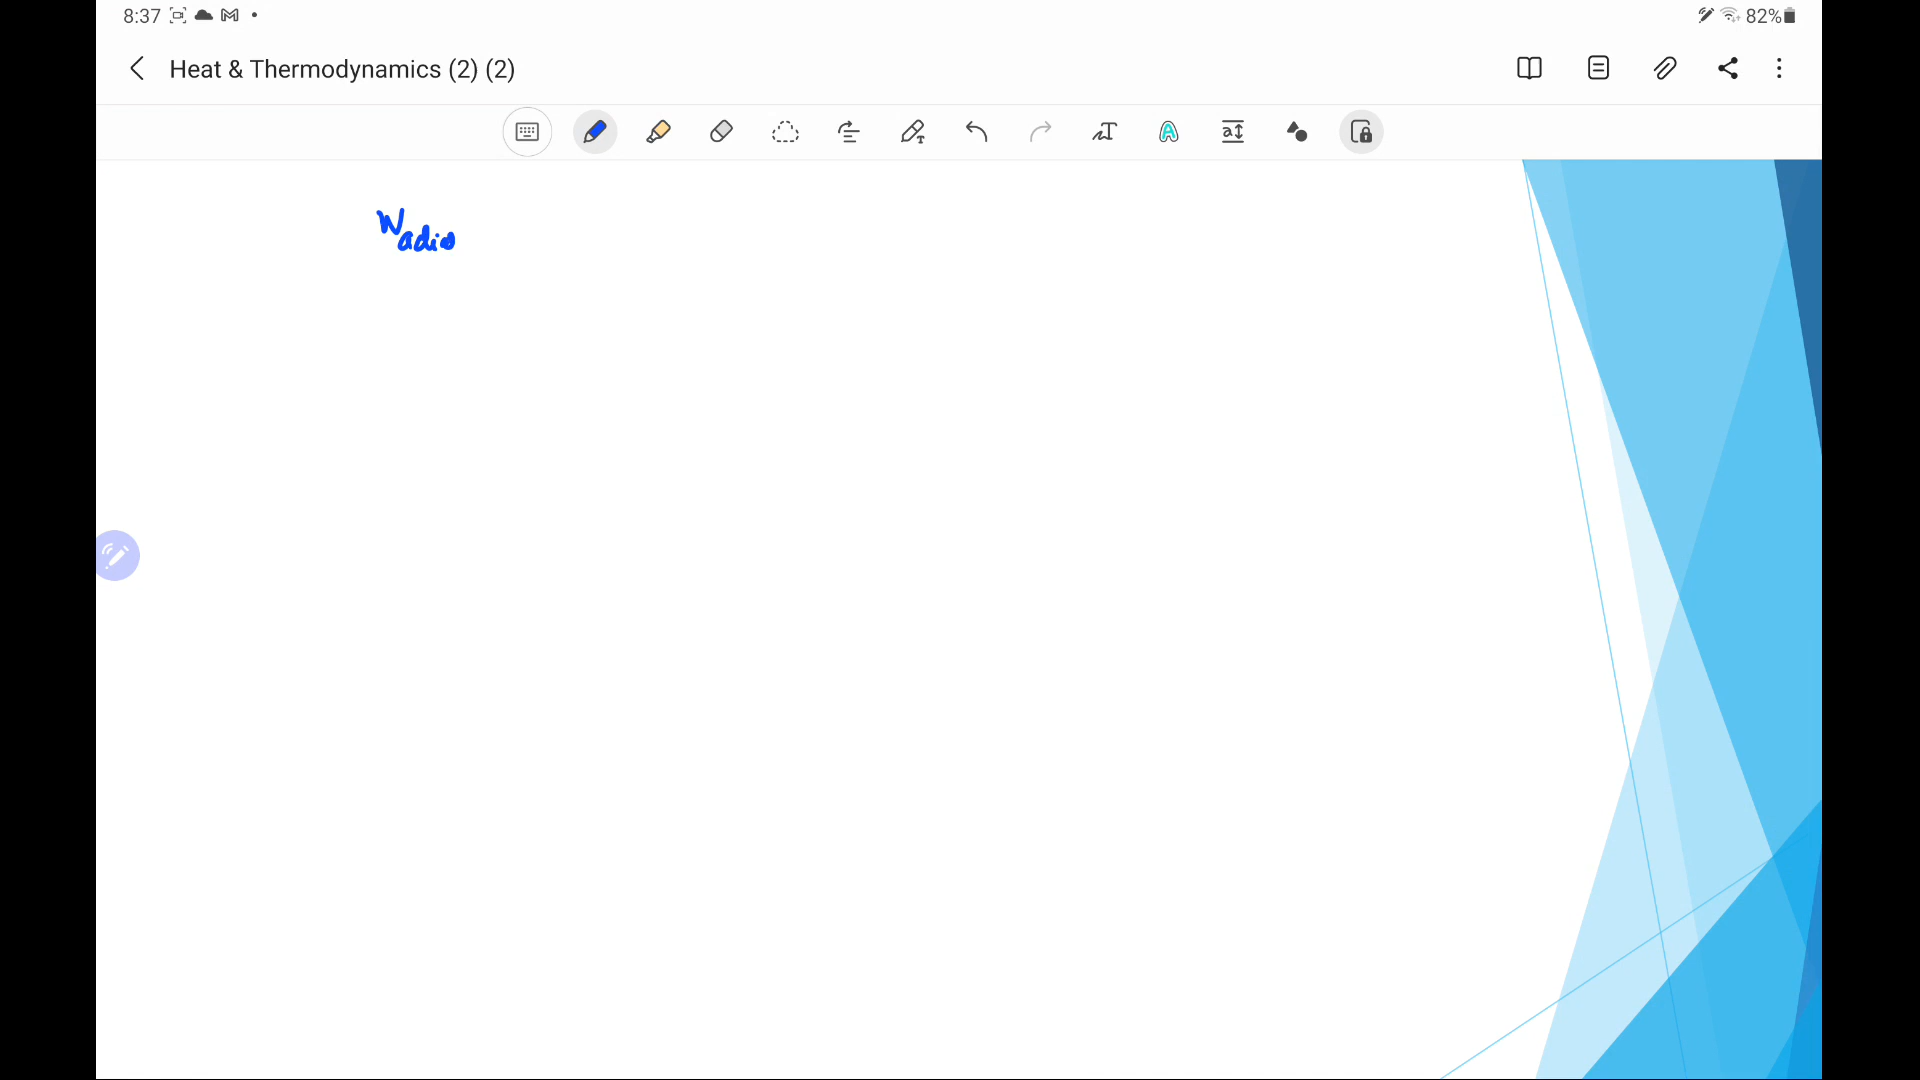 8:37 82%
Heat & Thermodynamics (2) (2)
Wadia